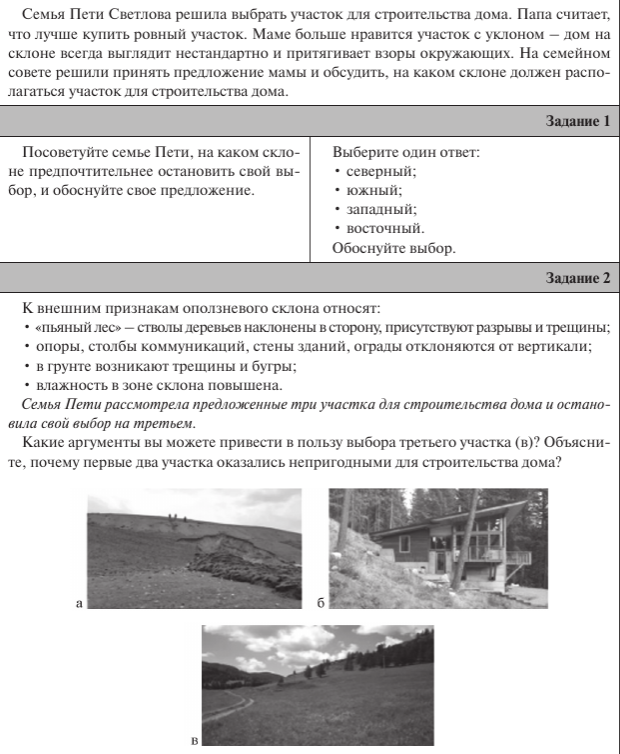 Семья Пети Светлова решила выбрать участок для строительства дома. Папа считает,
что лучше купить ровный участок. Маме больше нравится участок с уклоном — дом на
склоне всегда выглядит нестандартно и притягивает взоры окружающих. На семейном
совете решили принять предложение мамы и обсудить, на каком склоне должен распо-
лагаться участок для строительства дома.
Задание 1
Посоветуйте семье Пети, на каком скло-
не предпочтительнее остановить свой вы-
бор, и обоснуйте свое предложение.
Выберите один ответ:
• северный;
• южный;
• западный;
• восточный.
Обоснуйте выбор.
Задание 2
К внешним признакам оползневого склона относят:
• «пьяный лес» — стволы деревьев наклонены в сторону, присутствуют разрывы и трещины;
• опоры, столбы коммуникаций, стены зданий, ограды отклоняются от вертикали;
• в грунте возникают трещины и бугры;
• влажность в зоне склона повышена.
Семья Пети рассмотрела предложенные три участка для строительства дома и остано-
вила свой выбор на третьем.
Какие аргументы вы можете привести в пользу выбора третьего участка (в)? Объясни-
те, почему первые два участка оказались непригодными для строительства дома?
а
б
в